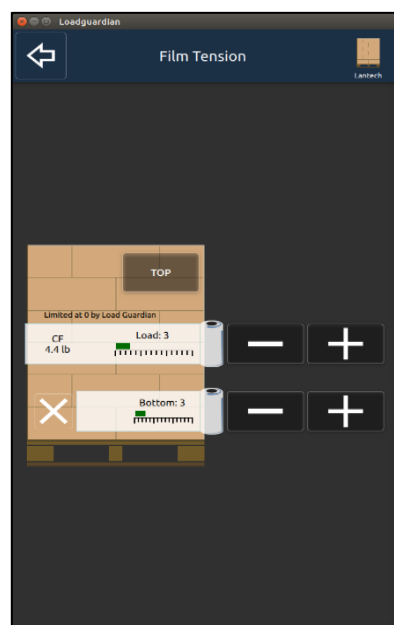 Loadguardian
Film Tension
Lantech
TOP
Limited at 0 by Load Guardian
CF
4.4 lb
Load: 3
Bottom: 3